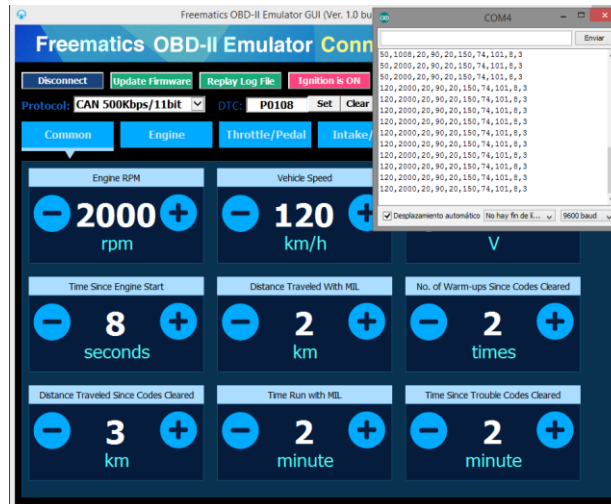 Freematics OBD-II Emulator GUI (Ver. 1.0 bu
Freematics OBD-II Emulator Conn
Disconnect
Update Firmware
Replay Log File
Ignition is ON
Protocol: CAN 500Kbps/11bit
DTC: P0108 Set Clear
Common
Engine
Throttle/Pedal
Intake/
COM4
Enviar
50,1008,20,90,20,150,74,101,8,3
50,2000,20,90,20,150,74,101,8,3
50,2000,20,90,20,150,74,101,8,3
120,2000,20,90,20,150,74,101,8,3
120,2000,20,90,20,150,74,101,8,3
120,2000,20,90,20,150,74,101,8,3
120,2000,20,90,20,150,74,101,8,3
120,2000,20,90,20,150,74,101,8,3
120,2000,20,90,20,150,74,101,8,3
120,2000,20,90,20,150,74,101,8,3
120,2000,20,90,20,150,74,101,8,3
120,2000,20,90,20,150,74,101,8,3
120,2000,20,90,20,150,74,101,8,3
Desplazamiento automático
No hay fin de lí...
9600 baud
Engine RPM
2000
rpm
Vehicle Speed
120
km/h
V
Time Since Engine Start
8
seconds
Distance Traveled With MIL
2
km
No. of Warm-ups Since Codes Cleared
2
times
Distance Traveled Since Codes Cleared
3
km
Time Run with MIL
2
minute
Time Since Trouble Codes Cleared
2
minute